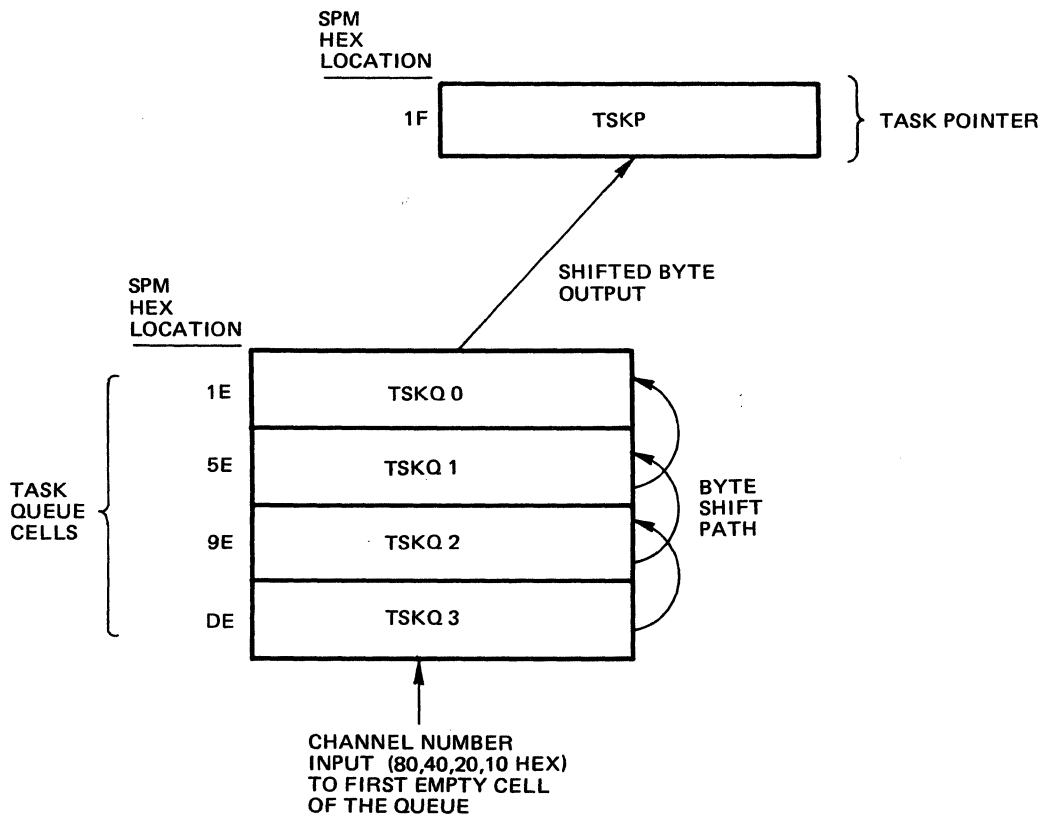 SPM
HEX
LOCATION
1F
TSKP
TASK POINTER
SHIFTED BYTE
OUTPUT
SPM
HEX
LOCATION
1E
TSKQ 0
5E
TSKQ 1
TASK
QUEUE
CELLS
BYTE
SHIFT
PATH
9E
TSKQ 2
DE
TSKQ 3
CHANNEL NUMBER
INPUT (80,40,20,10 HEX)
TO FIRST EMPTY CELL
OF THE QUEUE